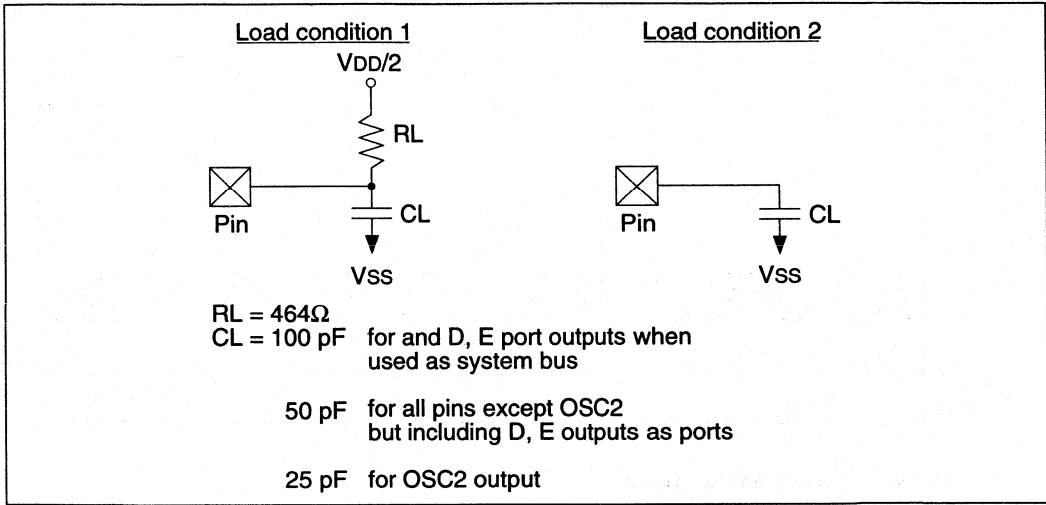 Load condition 1
VDD/2
RL
Pin
CL
VSS
Load condition 2
Pin
CL
VSS
RL = 464Ω
CL = 100 pF for and D, E port outputs when
used as system bus
50 pF for all pins except OSC2
but including D, E outputs as ports
25 pF for OSC2 output